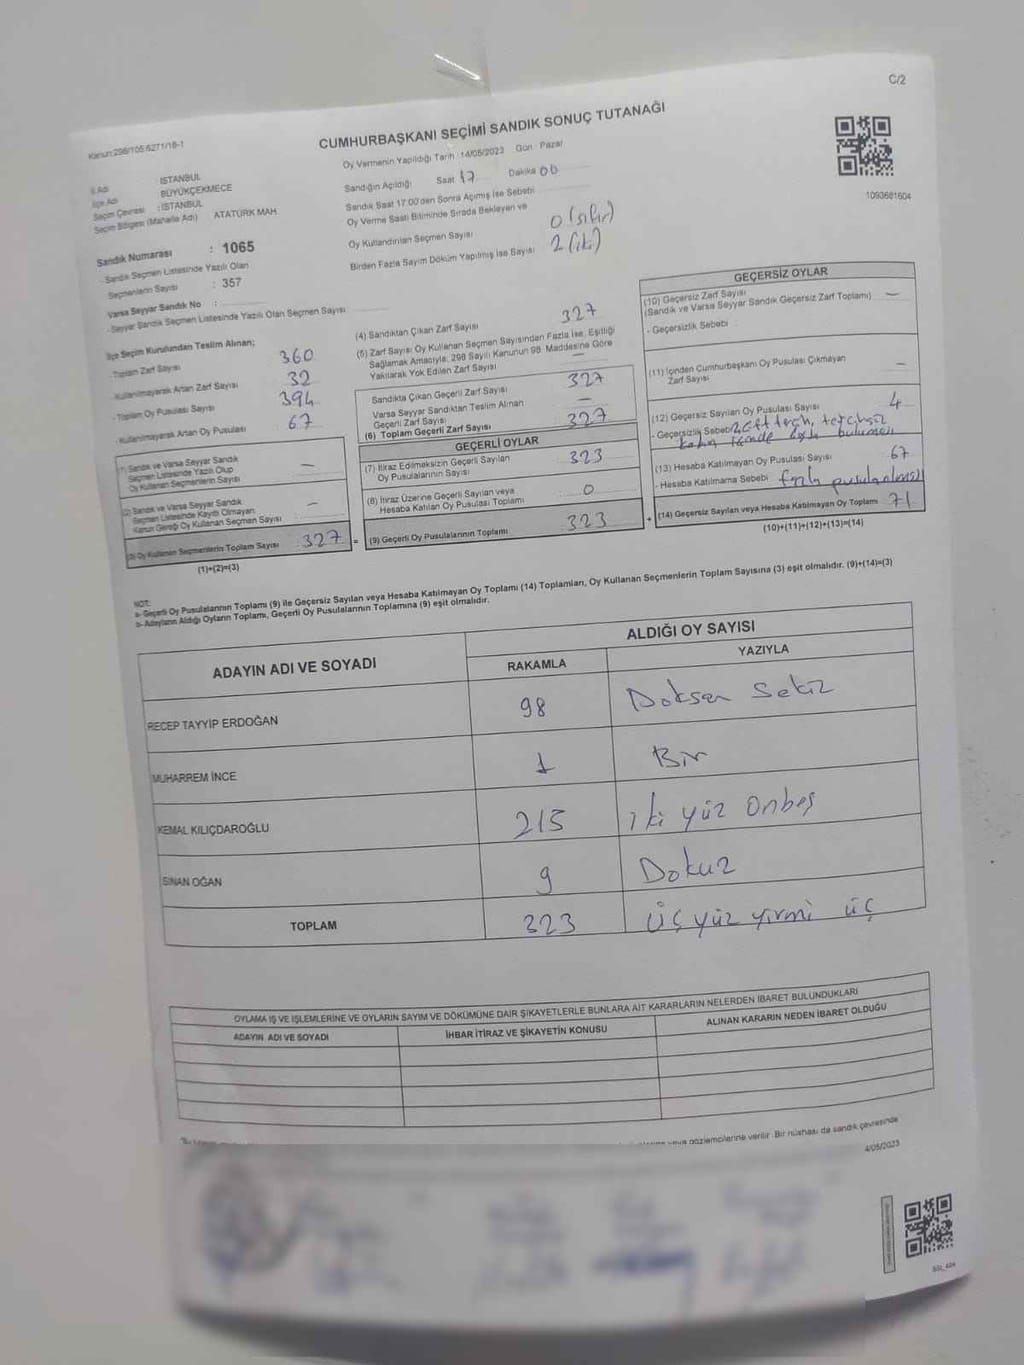 C/2
Kanun:298/105;6271/18-1
CUMHURBAŞKANI SEÇİMİ SANDIK SONUÇ TUTANAĞI
Oy Vermenin Yapıldığı Tarih :14/05/2023 Gün : Pazar
İl Adı : İSTANBUL
İlçe Adı : BÜYÜKÇEKMECE
Seçim Çevresi : İSTANBUL
Seçim Bölgesi (Mahalle Adı) ATATÜRK MAH.
Sandık Numarası : 1065
- Sandık Seçmen Listesinde Yazılı Olan
Seçmenlerin Sayısı : 357
Varsa Seyyar Sandık No :
- Seyyar Sandık Seçmen Listesinde Yazılı Olan Seçmen Sayısı
Sandığın Açıldığı: Saat 17 Dakika 00
Sandık Saat 17.00'den Sonra Açılmış İse Sebebi
Oy Verme Saati Bitiminde Sırada Bekleyen ve
Oy Kullandırılan Seçmen Sayısı 0 (sıfır)
Birden Fazla Sayım Döküm Yapılmış İse Sayısı 2 (iki)
1093681604
İlçe Seçim Kurulundan Teslim Alınan;
- Toplam Zarf Sayısı 360
- Kullanılmayarak Artan Zarf Sayısı 32
- Toplam Oy Pusulası Sayısı 394
- Kullanılmayarak Artan Oy Pusulası 67
(1) Sandık ve Varsa Seyyar Sandık
Seçmen Listesinde Yazılı Olup
Oy Kullanan Seçmenlerin Sayısı —
(2) Sandık ve Varsa Seyyar Sandık
Seçmen Listesinde Kayıtlı Olmayan
Kanun Gereği Oy Kullanan Seçmen Sayısı —
(3) Oy Kullanan Seçmenlerin Toplam Sayısı 327
(1)+(2)=(3)
(4) Sandıktan Çıkan Zarf Sayısı 327
(5) Zarf Sayısı Oy Kullanan Seçmen Sayısından Fazla İse, Eşitliği
Sağlamak Amacıyla; 298 Sayılı Kanunun 98. Maddesine Göre
Yakılarak Yok Edilen Zarf Sayısı —
Sandıkta Çıkan Geçerli Zarf Sayısı 327
Varsa Seyyar Sandıktan Teslim Alınan
Geçerli Zarf Sayısı —
(6) Toplam Geçerli Zarf Sayısı 327
GEÇERLİ OYLAR
(7) İtiraz Edilmeksizin Geçerli Sayılan
Oy Pusulasının Sayısı 323
(8) İtiraz Üzerine Geçerli Sayılan veya
Hesaba Katılan Oy Pusulası Toplamı 0
= (9) Geçerli Oy Pusulalarının Toplamı 323
GEÇERSİZ OYLAR
(10) Geçersiz Zarf Sayısı
(Sandık ve Varsa Seyyar Sandık Geçersiz Zarf Toplamı) —
- Geçersizlik Sebebi
(11) İçinden Cumhurbaşkanı Oy Pusulası Çıkmayan
Zarf Sayısı —
(12) Geçersiz Sayılan Oy Pusulası Sayısı 4
- Geçersizlik Sebebi
(13) Hesaba Katılmayan Oy Pusulası Sayısı 67
- Hesaba Katılmama Sebebi fazla
+ (14) Geçersiz Sayılan veya Hesaba Katılmayan Oy Toplamı 71
(10)+(11)+(12)+(13)=(14)
NOT:
a- Geçerli Oy Pusulalarının Toplamı (9) ile Geçersiz Sayılan veya Hesaba Katılmayan Oy Toplamı (14) Toplamları, Oy Kullanan Seçmenlerin Toplam Sayısına (3) eşit olmalıdır. (9)+(14)=(3)
b- Adayların Aldığı Oyların Toplamı, Geçerli Oy Pusulalarının Toplamına (9) eşit olmalıdır.
ADAYIN ADI VE SOYADI ALDIĞI OY SAYISI
RAKAMLA YAZIYLA
RECEP TAYYİP ERDOĞAN 98 Doksan Sekiz
MUHARREM İNCE 1 Bir
KEMAL KILIÇDAROĞLU 215 iki yüz Onbeş
SİNAN OĞAN 9 Dokuz
TOPLAM 323 üç yüz yirmi üç
OYLAMA İŞ VE İŞLEMLERİNE VE OYLARIN SAYIM VE DÖKÜMÜNE DAİR ŞİKAYETLERLE BUNLARA AİT KARARLARIN NELERDEN İBARET BULUNDUKLARI
ADAYIN ADI VE SOYADI İHBAR İTİRAZ VE ŞİKAYETİN KONUSU ALINAN KARARIN NEDEN İBARET OLDUĞU
veya gözlemcilerine verilir. Bir nüshası da sandık çevresinde
4/05/2023